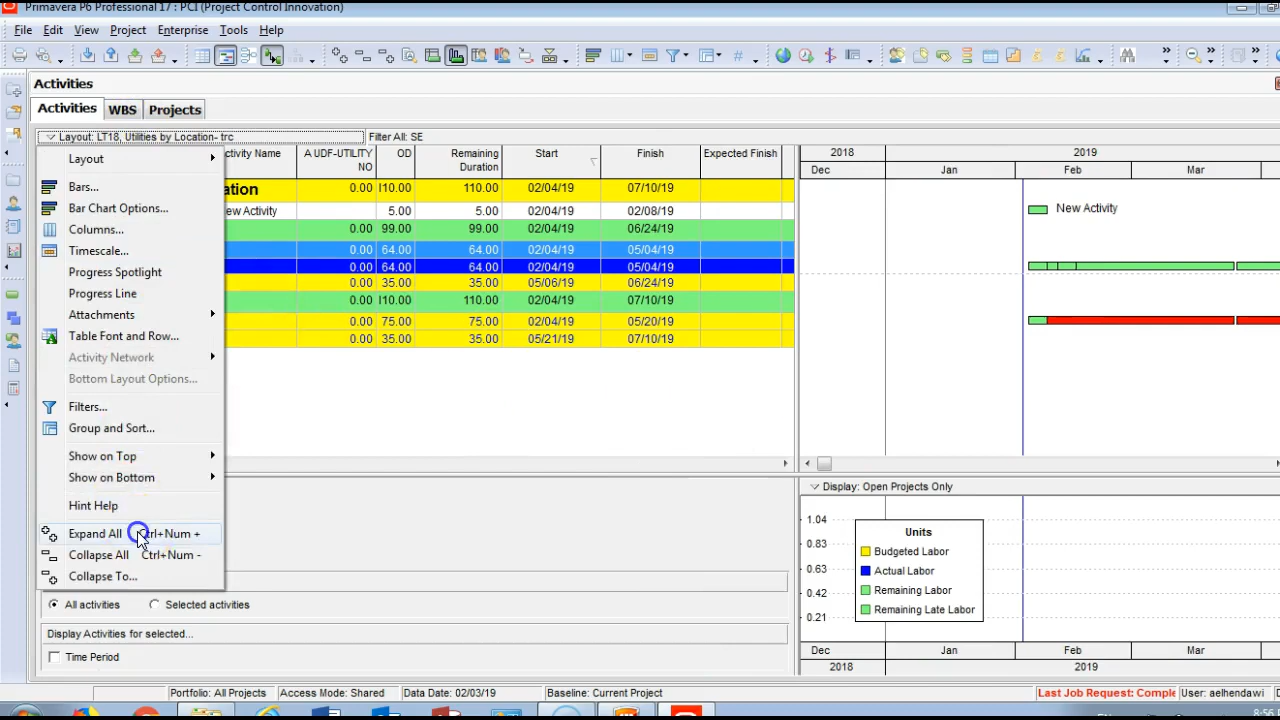 Primavera P6 Professional 17 : PCI (Project Control Innovation)
File Edit View Project Enterprise Tools Help
Activities
Activities WBS Projects
Layout: LT18, Utilities by Location- trc Filter All: SE
ctivity Name A UDF-UTILITY NO OD Remaining Duration Start Finish Expected Finish
2018 2019
Dec Jan Feb Mar
ation 0.00 I10.00 110.00 02/04/19 07/10/19
ew Activity 5.00 5.00 02/04/19 02/08/19
0.00 99.00 99.00 02/04/19 06/24/19
0.00 64.00 64.00 02/04/19 05/04/19
0.00 64.00 64.00 02/04/19 05/04/19
0.00 35.00 35.00 05/06/19 06/24/19
0.00 I10.00 110.00 02/04/19 07/10/19
0.00 75.00 75.00 02/04/19 05/20/19
0.00 35.00 35.00 05/21/19 07/10/19
New Activity
Layout
Bars...
Bar Chart Options...
Columns...
Timescale...
Progress Spotlight
Progress Line
Attachments
Table Font and Row...
Activity Network
Bottom Layout Options...
Filters...
Group and Sort...
Show on Top
Show on Bottom
Hint Help
Expand All Ctrl+Num +
Collapse All Ctrl+Num -
Collapse To...
All activities Selected activities
Display Activities for selected...
Time Period
Display: Open Projects Only
1.04
0.83
0.63
0.42
0.21
Units
Budgeted Labor
Actual Labor
Remaining Labor
Remaining Late Labor
Dec Jan Feb Mar
2018 2019
Portfolio: All Projects Access Mode: Shared Data Date: 02/03/19 Baseline: Current Project Last Job Request: Comple User: aelhendawi
8:56